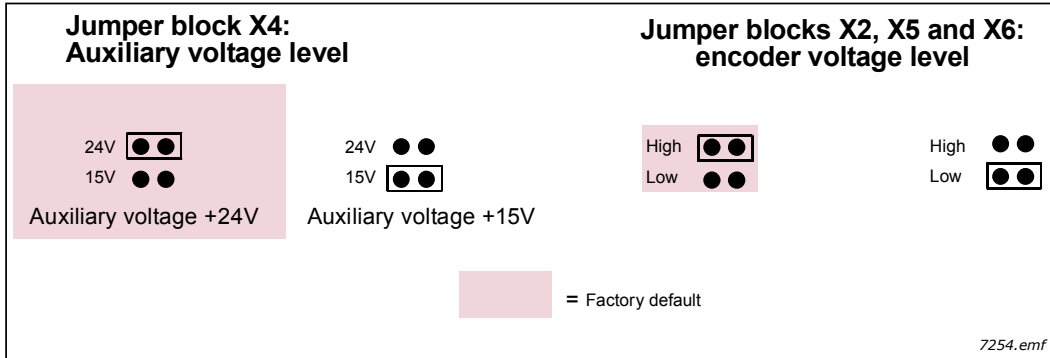 Jumper block X4:
Auxiliary voltage level
24V
15V
Auxiliary voltage +24V
24V
15V
Auxiliary voltage +15V
Jumper blocks X2, X5 and X6:
encoder voltage level
High
Low
High
Low
= Factory default
7254.emf